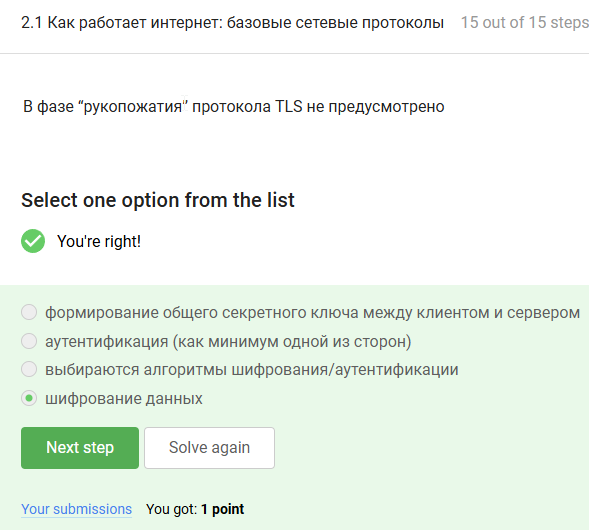 2.1 Как работает интернет: базовые сетевые протоколы 15 out of 15 steps
В фазе “рукопожатия” протокола TLS не предусмотрено
Select one option from the list
You're right!
формирование общего секретного ключа между клиентом и сервером
аутентификация (как минимум одной из сторон)
выбираются алгоритмы шифрования/аутентификации
шифрование данных
Next step Solve again
Your submissions You got: 1 point